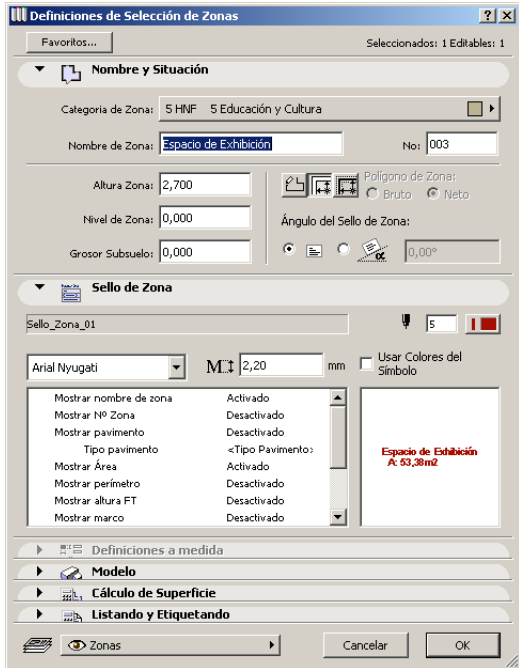 Definiciones de Selección de Zonas
Favoritos...
Seleccionados: 1 Editables: 1
Nombre y Situación
Categoria de Zona: 5 HNF 5 Educación y Cultura
Nombre de Zona: Espacio de Exhibición No: 003
Altura Zona: 2,700
Polígono de Zona:
Bruto Neto
Nivel de Zona: 0,000
Ángulo del Sello de Zona:
Grosor Subsuelo: 0,000
α 0,00°
Sello de Zona
Sello_Zona_01
5
Arial Nyugati
M 2,20 mm
Usar Colores del
Símbolo
Mostrar nombre de zona Activado
Mostrar Nº Zona Desactivado
Mostrar pavimento Desactivado
Tipo pavimento <Tipo Pavimento>
Mostrar Área Activado
Mostrar perímetro Desactivado
Mostrar altura FT Desactivado
Mostrar marco Desactivado
Espacio de Exhibición
A: 53,38m2
Definiciones a medida
Modelo
Cálculo de Superficie
Listando y Etiquetando
Zonas
Cancelar
OK